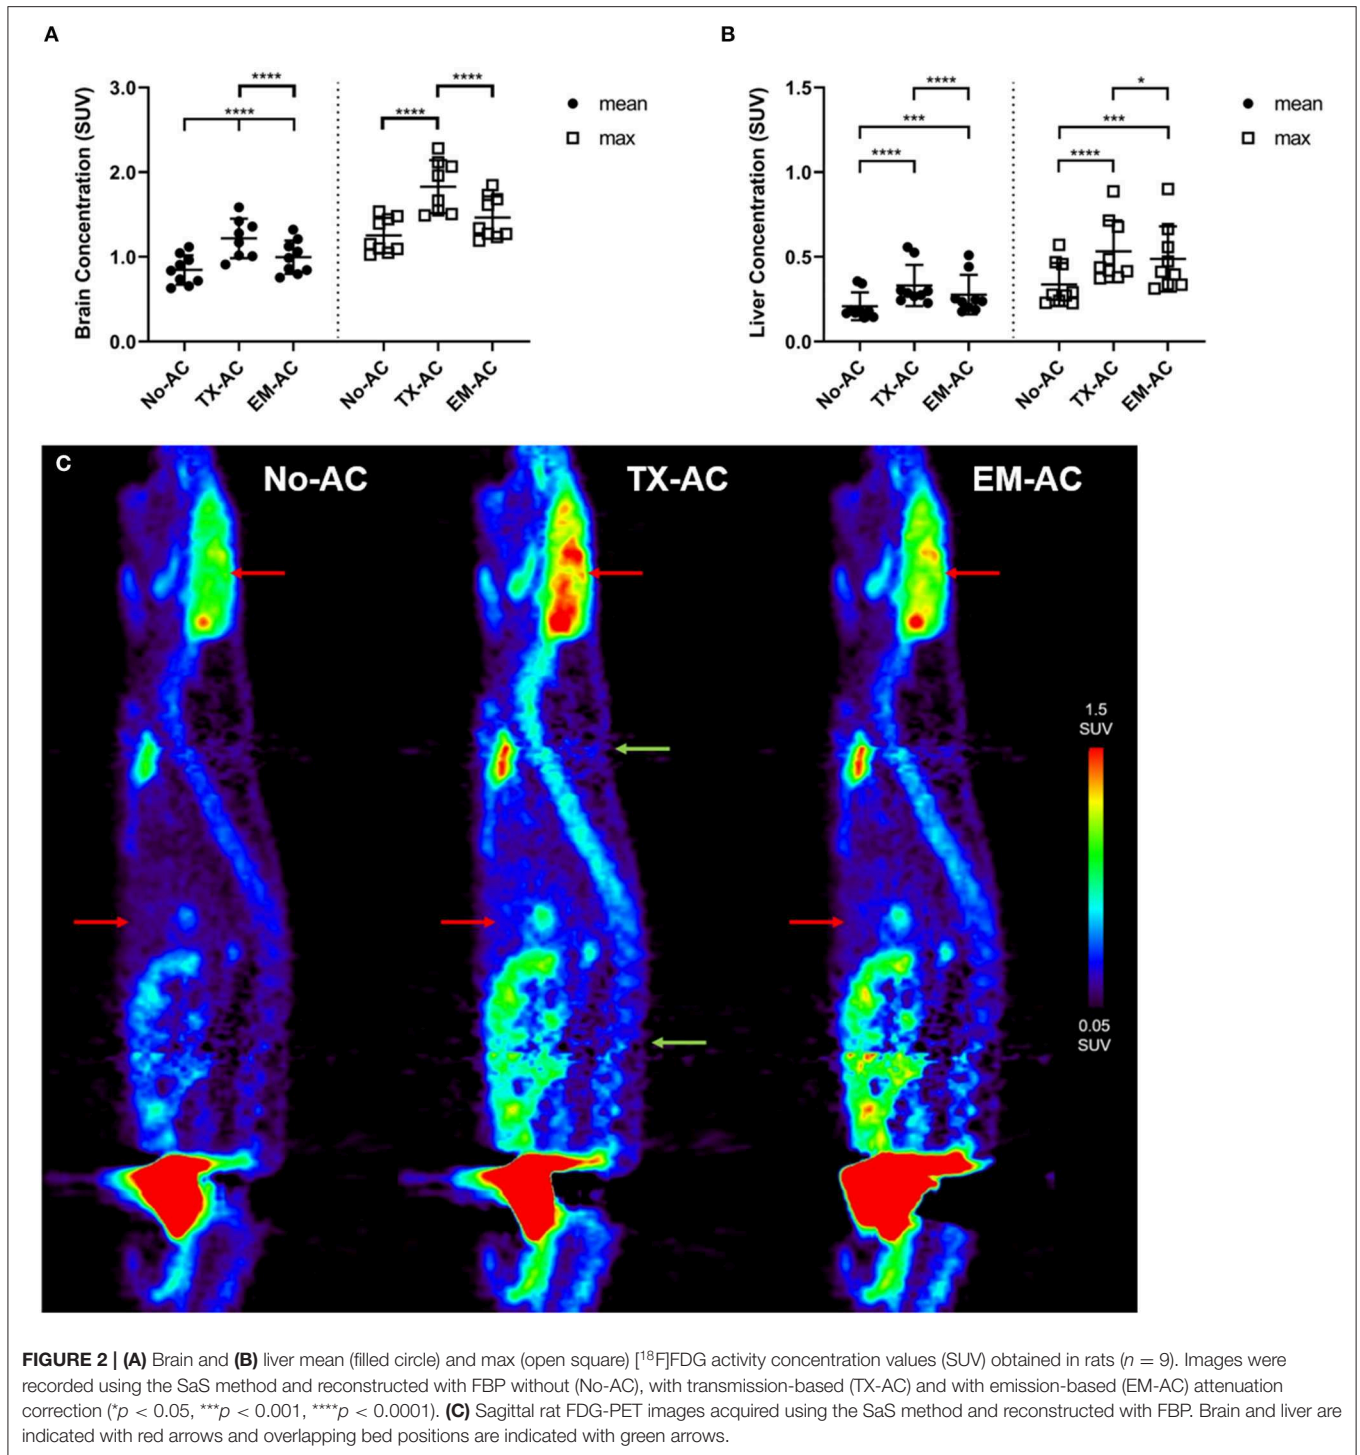 A
B
Brain Concentration (SUV)
3.0
2.0
1.0
0.0
****
****
****
****
No-AC
TX-AC
EM-AC
No-AC
TX-AC
EM-AC
mean
max
Liver Concentration (SUV)
1.5
1.0
0.5
0.0
****
***
****
*
***
****
No-AC
TX-AC
EM-AC
No-AC
TX-AC
EM-AC
mean
max
C
No-AC
TX-AC
EM-AC
1.5
SUV
0.05
SUV
FIGURE 2 | (A) Brain and (B) liver mean (filled circle) and max (open square) [18F]FDG activity concentration values (SUV) obtained in rats (n = 9). Images were
recorded using the SaS method and reconstructed with FBP without (No-AC), with transmission-based (TX-AC) and with emission-based (EM-AC) attenuation
correction (*p < 0.05, ***p < 0.001, ****p < 0.0001). (C) Sagittal rat FDG-PET images acquired using the SaS method and reconstructed with FBP. Brain and liver are
indicated with red arrows and overlapping bed positions are indicated with green arrows.